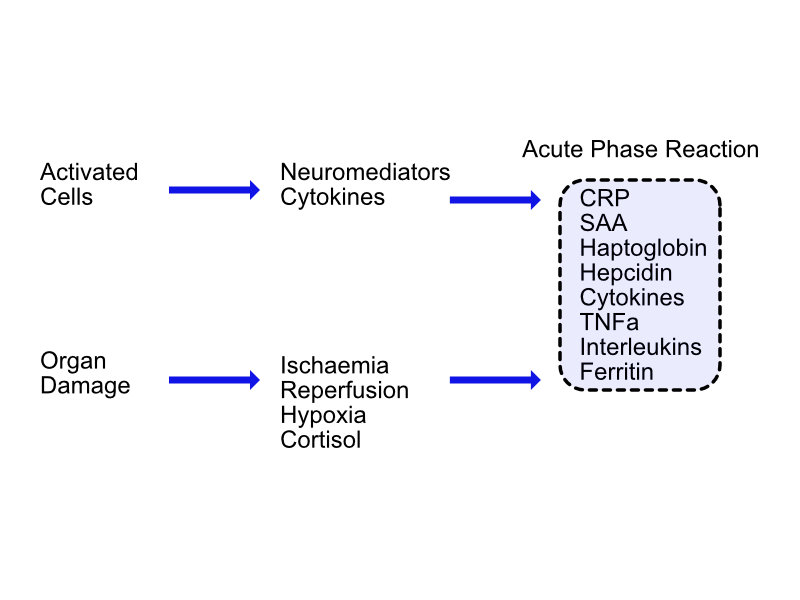 Acute Phase Reaction
Activated
Cells
Neuromediators
Cytokines
CRP
SAA
Haptoglobin
Hepcidin
Cytokines
TNFa
Interleukins
Ferritin
Organ
Damage
Ischaemia
Reperfusion
Hypoxia
Cortisol